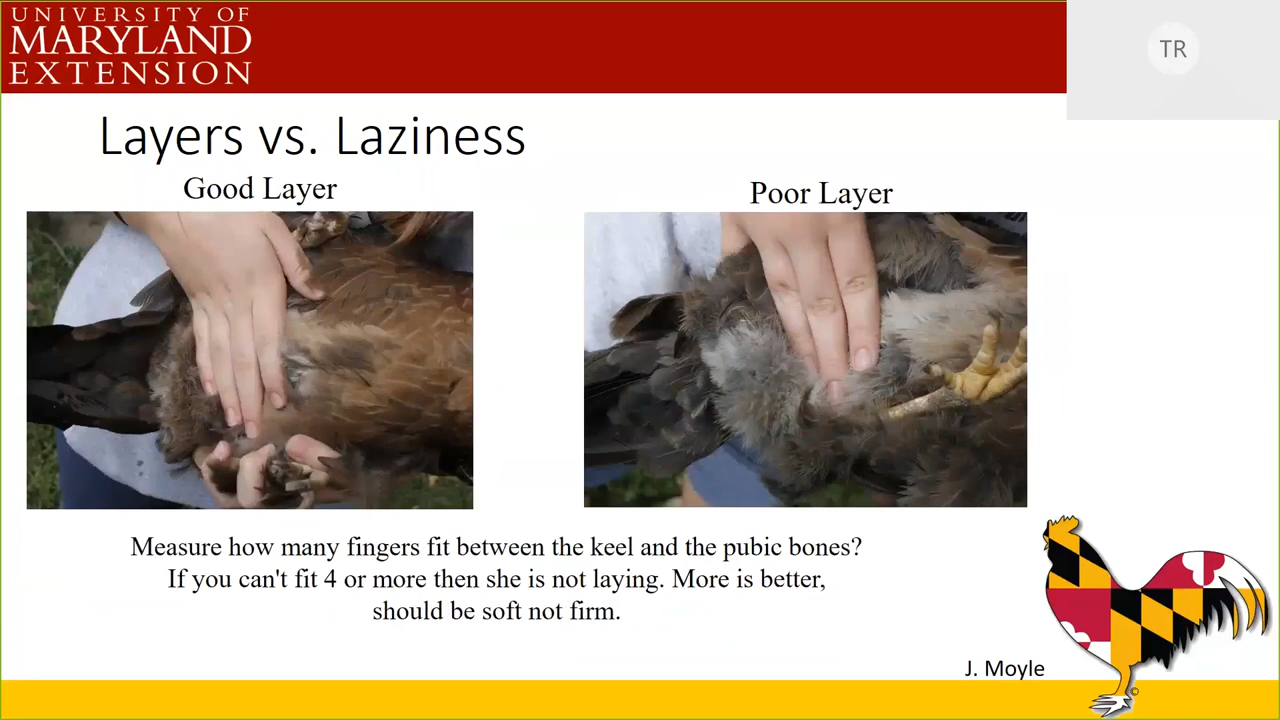 UNIVERSITY OF
MARYLAND
EXTENSION
TR
Layers vs. Laziness
Good Layer
Poor Layer
Measure how many fingers fit between the keel and the pubic bones?
If you can't fit 4 or more then she is not laying. More is better,
should be soft not firm.
J. Moyle
©